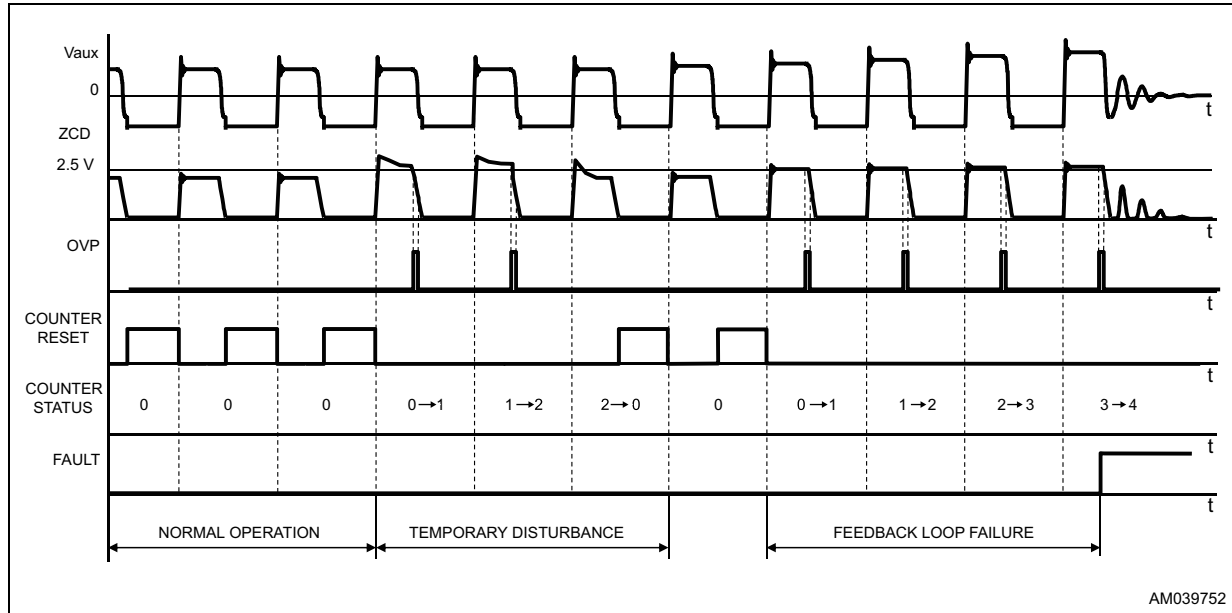 Vaux
0
t
ZCD
2.5 V
t
OVP
t
COUNTER
RESET
t
COUNTER
STATUS
0 0 0 0→1 1→2 2→0 0 0→1 1→2 2→3 3→4
t
FAULT
t
NORMAL OPERATION TEMPORARY DISTURBANCE FEEDBACK LOOP FAILURE
AM039752